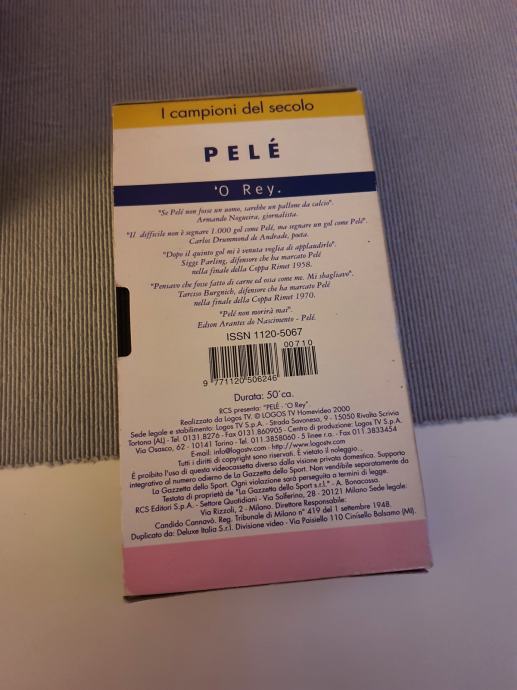 I campioni del secolo
PELÉ
'O Rey.
"Se Pelé non fosse un uomo, sarebbe un pallone da calcio".
Armando Nogueira, giornalista.
"Il difficile non è segnare 1.000 gol come Pelé, ma segnare un gol come Pelé".
Carlos Drummond de Andrade, poeta.
"Dopo il quinto gol mi è venuta voglia di applaudirlo".
Sigge Parling, difensore che ha marcato Pelé
nella finale della Coppa Rimet 1958.
"Pensavo che fosse fatto di carne ed ossa come me. Mi sbagliavo".
Tarciso Burgnich, difensore che ha marcato Pelé
nella finale della Coppa Rimet 1970.
"Pelé non morirà mai".
Edson Arantes do Nascimento - Pelé.
ISSN 1120-5067
00710
9 771120 506246
Durata: 50' ca.
RCS presenta: "PELÉ - 'O Rey".
Realizzato da Logos TV. © LOGOS TV Homevideo 2000
Sede legale e stabilimento: Logos TV S.p.A. - Strada Savonesa, 9 - 15050 Rivalta Scrivia
Tortona (AL) - Tel. 0131.8276 - Fax 0131.860905 - Centro di produzione: Logos TV S.p.A.
Via Osasco, 62 - 10141 Torino - Tel. 011.3858060 - 5 linee r.a. - Fax 011.3833454
E-mail: info@logostv.com - http://www.logostv.com
Tutti i diritti di copyright sono riservati. È vietato il noleggio.
È proibito l'uso di questa videocassetta diverso dalla visione privata domestica. Supporto
integrativo al numero odierno de La Gazzetta dello Sport. Non vendibile separatamente da
La Gazzetta dello Sport. Ogni violazione sarà perseguita a termini di legge.
Testata di proprietà de "La Gazzetta dello Sport s.r.l." - A. Bonacossa.
RCS Editori S.p.A. - Settore Quotidiani - Via Solferino, 28 - 20121 Milano Sede legale:
Via Rizzoli, 2 - Milano. Direttore Responsabile:
Candido Cannavò. Reg. Tribunale di Milano n° 419 del 1 settembre 1948.
Duplicato da: Deluxe Italia S.r.l. Divisione video - Via Paisiello 110 Cinisello Balsamo (MI).